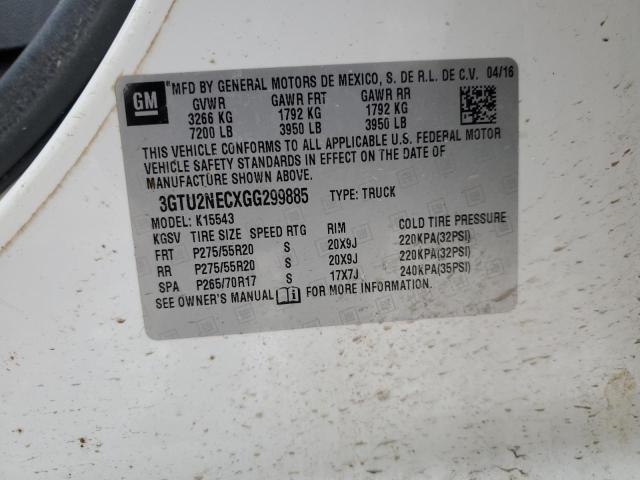 GM
*MFD BY GENERAL MOTORS DE MEXICO, S. DE R.L. DE C.V. 04/16
GVWR GAWR FRT GAWR RR
3266 KG 1792 KG 1792 KG
7200 LB 3950 LB 3950 LB
THIS VEHICLE CONFORMS TO ALL APPLICABLE U.S. FEDERAL MOTOR
VEHICLE SAFETY STANDARDS IN EFFECT ON THE DATE OF
MANUFACTURE SHOWN ABOVE.
3GTU2NECXGG299885 TYPE: TRUCK
MODEL: K15543
KGSV TIRE SIZE SPEED RTG RIM COLD TIRE PRESSURE
FRT P275/55R20 S 20X9J 220KPA(32PSI)
RR P275/55R20 S 20X9J 220KPA(32PSI)
SPA P265/70R17 S 17X7J 240KPA(35PSI)
SEE OWNER'S MANUAL FOR MORE INFORMATION.